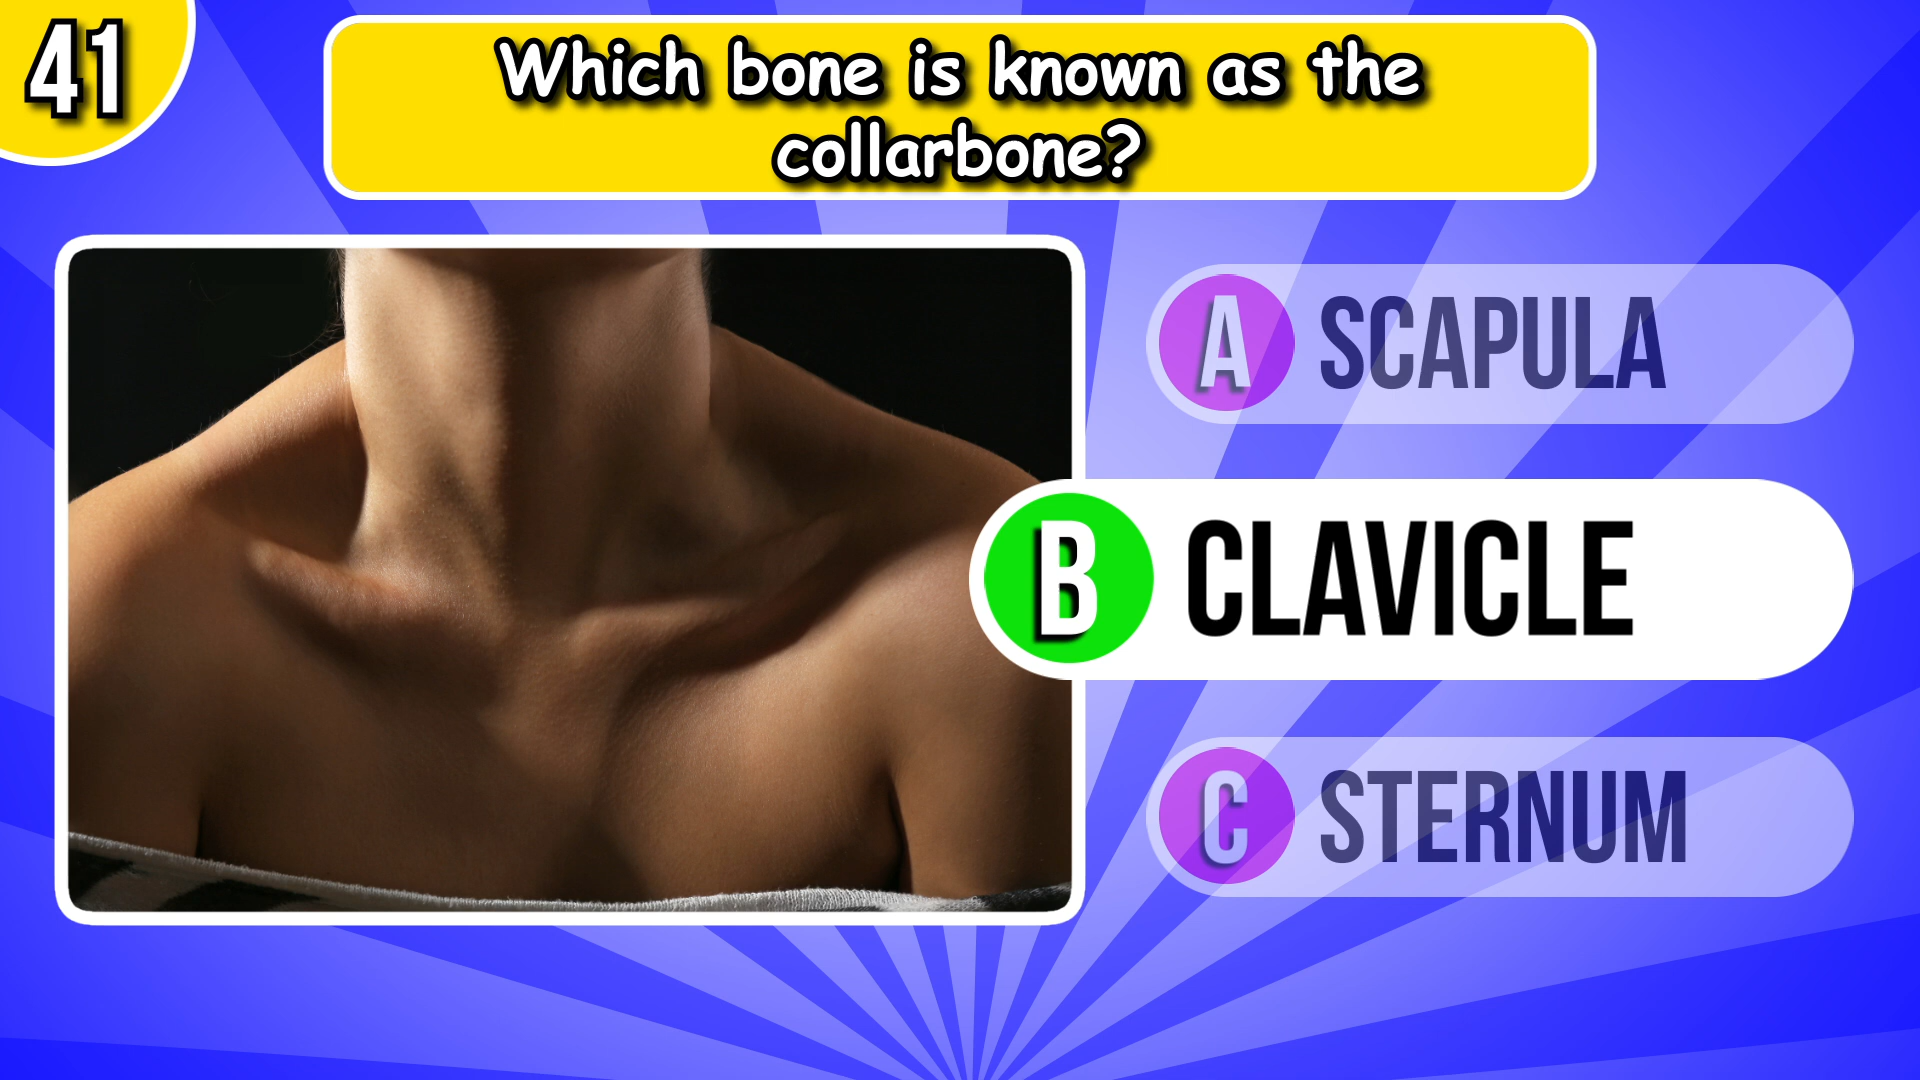 41
Which bone is known as the
collarbone?
A SCAPULA
B CLAVICLE
C STERNUM